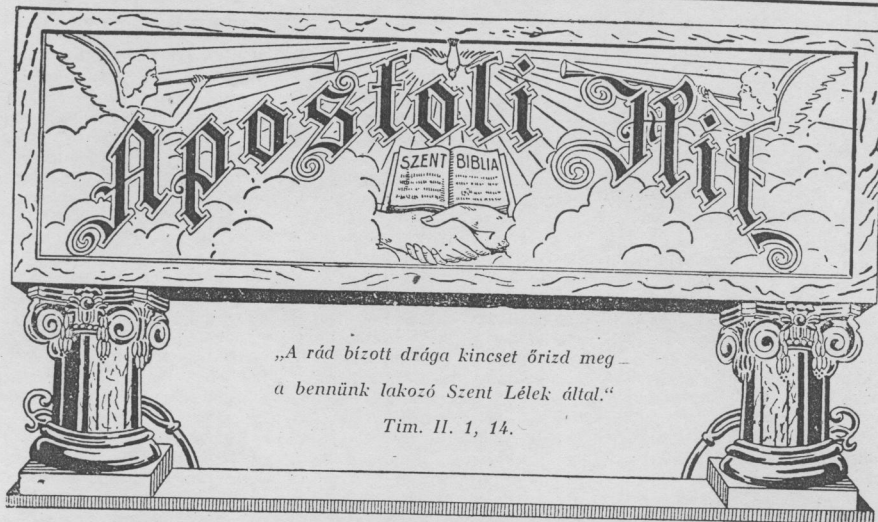 Apostoli Hit
SZENT BIBLIA
„A rád bízott drága kincset őrizd meg
a bennünk lakozó Szent Lélek által.“
Tim. II. 1, 14.